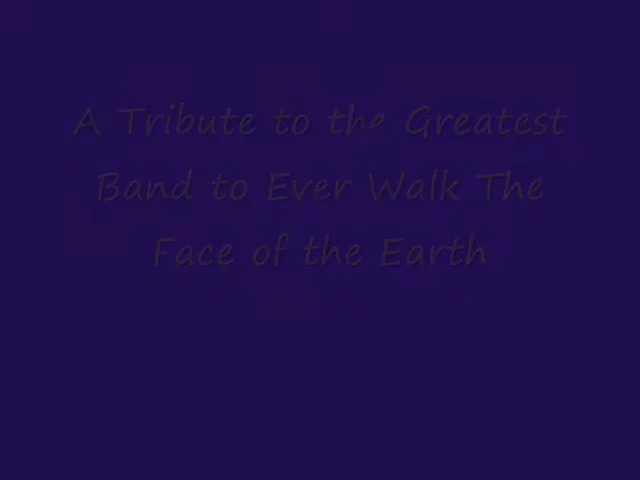 A Tribute to the Greatest
Band to Ever Walk The
Face of the Earth